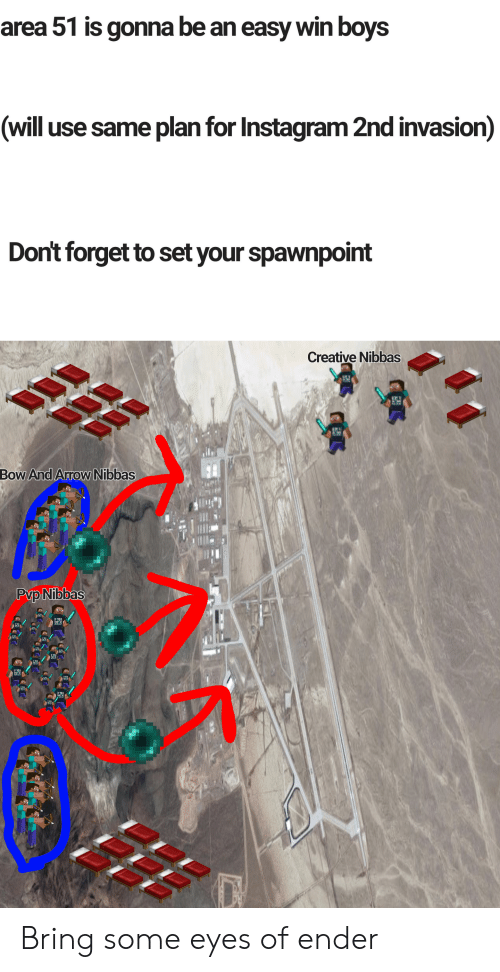 area 51 is gonna be an easy win boys
(will use same plan for Instagram 2nd invasion)
Don't forget to set your spawnpoint
Creative Nibbas
Bow And Arrow Nibbas
Pvp Nibbas
Bring some eyes of ender